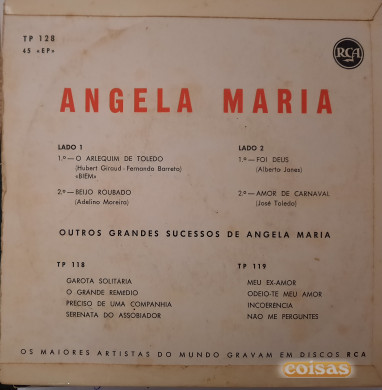 TP 128
45 «EP»
RCA
ANGELA MARIA
LADO 1
1.º — O ARLEQUIM DE TOLEDO
(Hubert Giraud - Fernando Barreto)
«BIEM»
2.º — BEIJO ROUBADO
(Adelino Moreira)
LADO 2
1.º — FOI DEUS
(Alberto Janes)
2.º — AMOR DE CARNAVAL
(José Toledo)
OUTROS GRANDES SUCESSOS DE ANGELA MARIA
TP 118
GAROTA SOLITARIA
O GRANDE REMEDIO
PRECISO DE UMA COMPANHIA
SERENATA DO ASSOBIADOR
TP 119
MEU EX-AMOR
ODEIO-TE MEU AMOR
INCOERENCIA
NÃO ME PERGUNTES
OS MAIORES ARTISTAS DO MUNDO GRAVAM EM DISCOS RCA
coisas